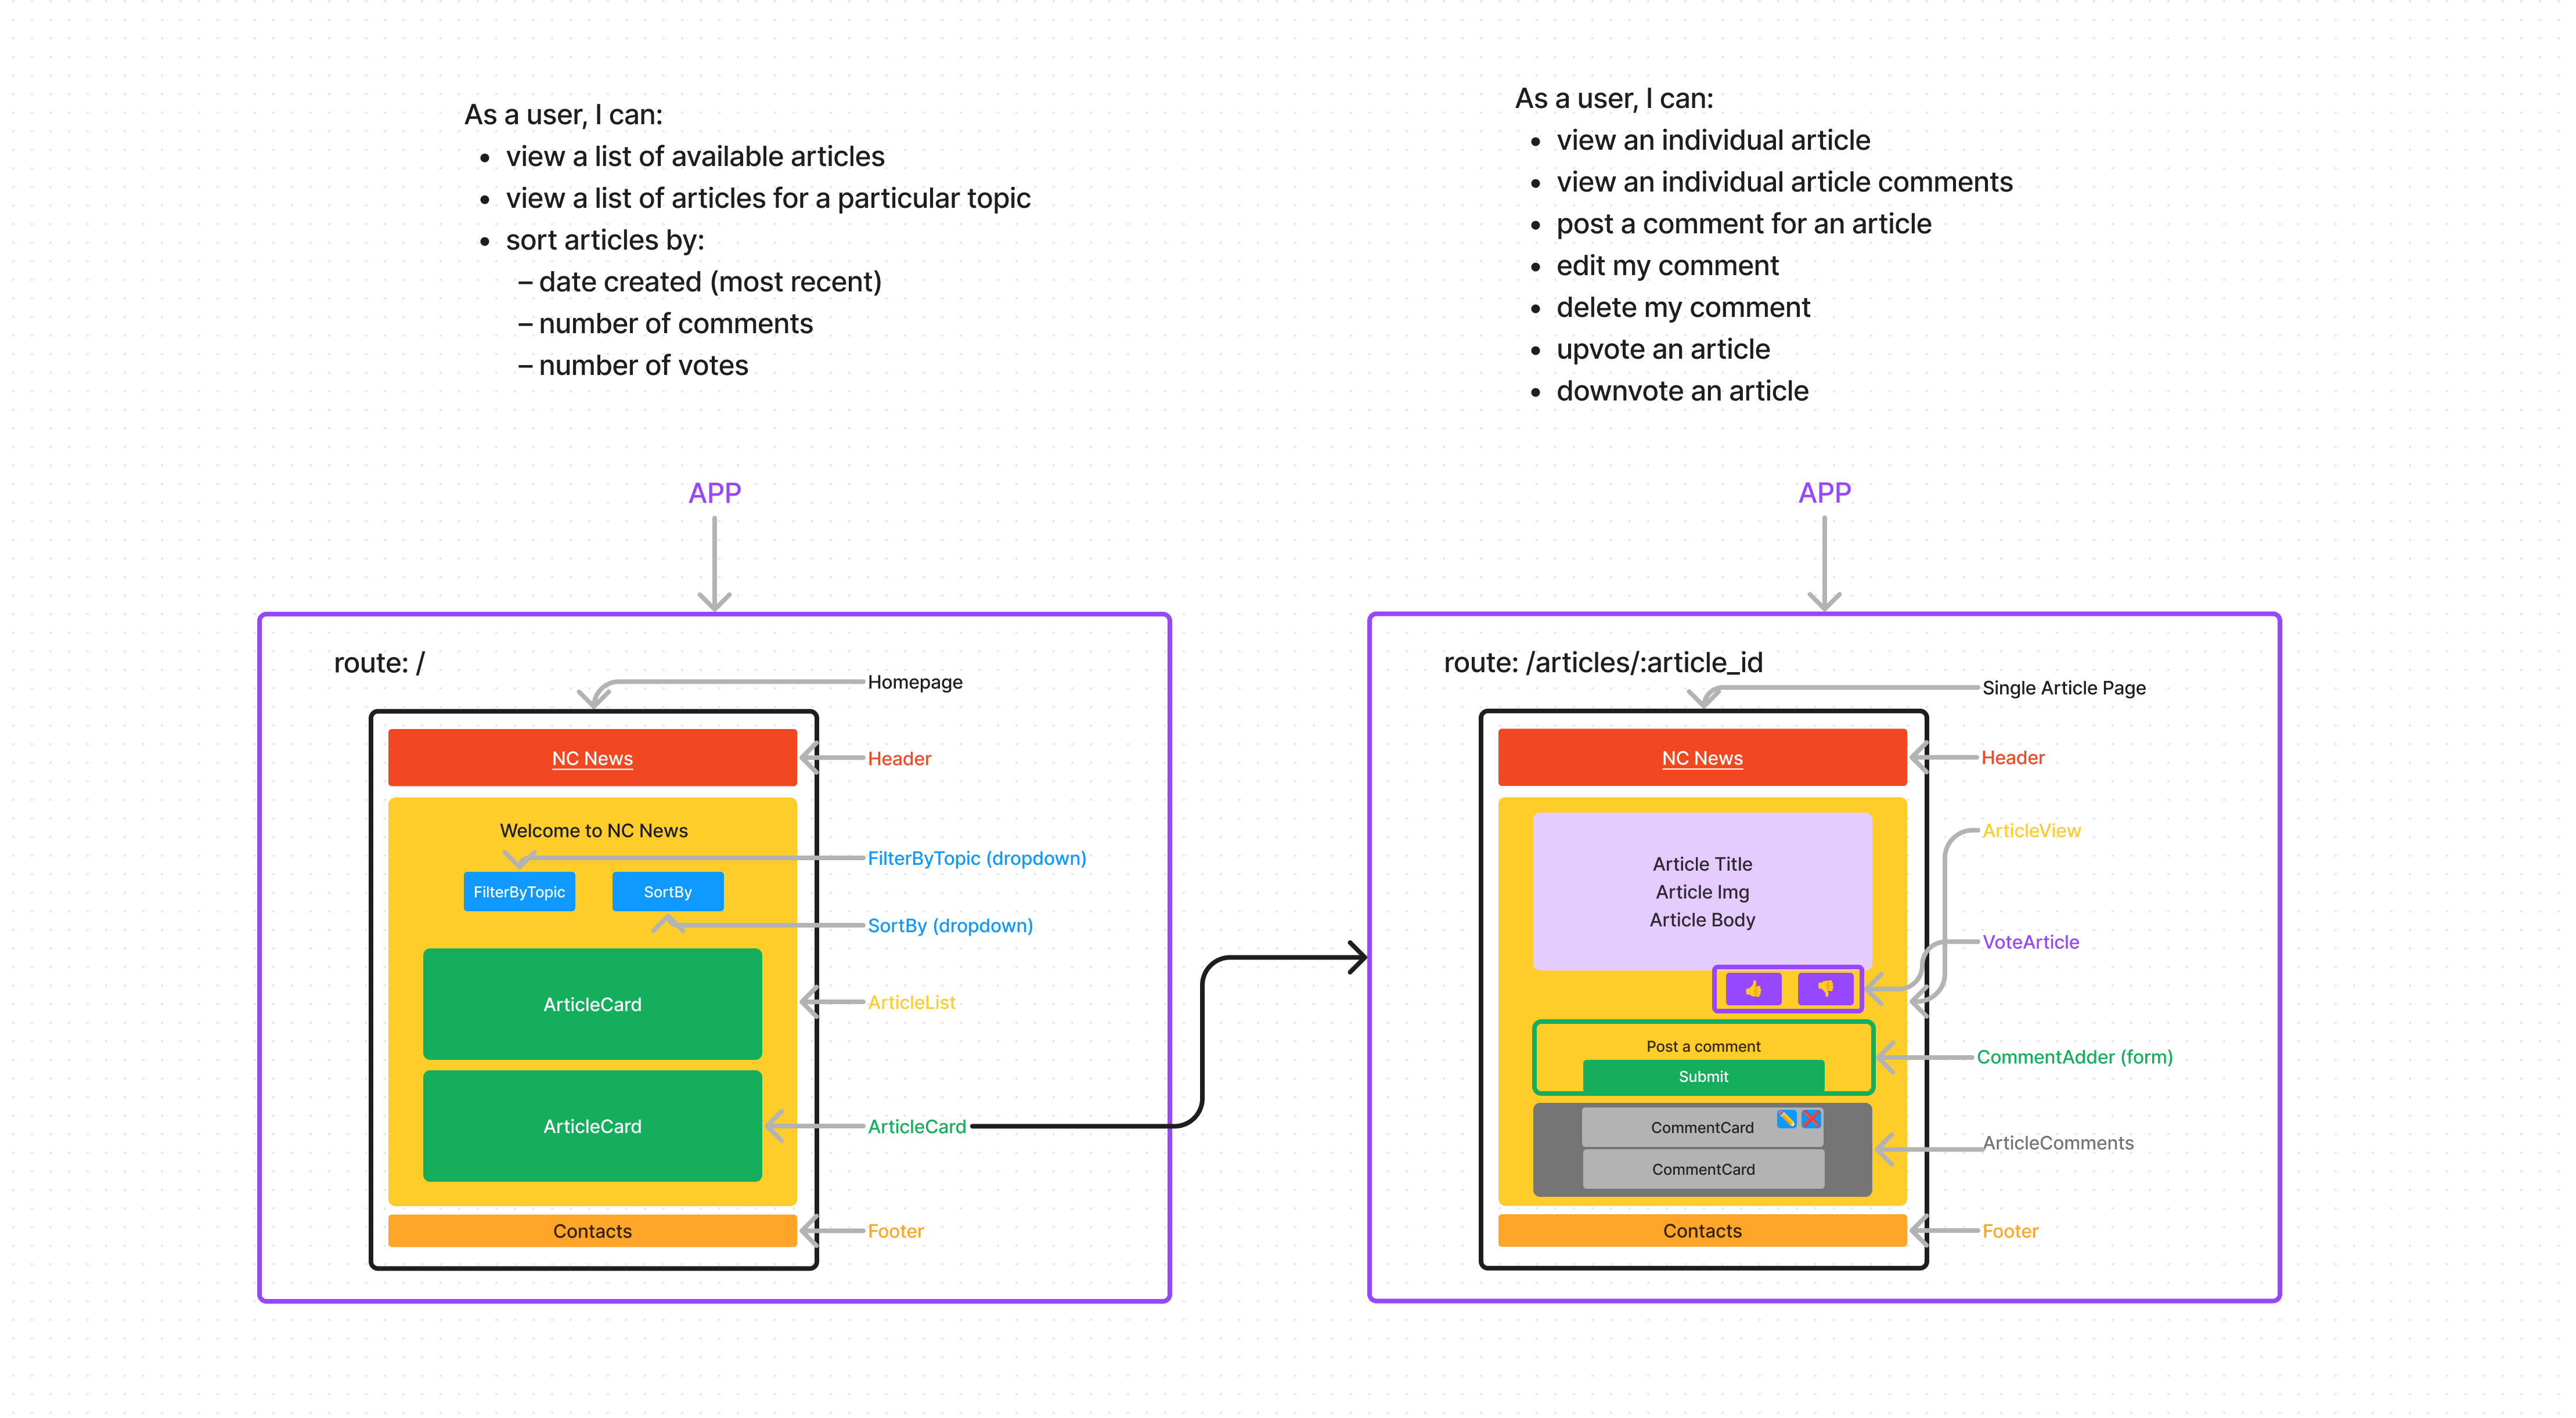 As a user, I can:
• view a list of available articles
• view a list of articles for a particular topic
• sort articles by:
– date created (most recent)
– number of comments
– number of votes
APP
route: /
Homepage
NC News
Header
Welcome to NC News
FilterByTopic (dropdown)
FilterByTopic
SortBy
SortBy (dropdown)
ArticleCard
ArticleList
ArticleCard
ArticleCard
Contacts
Footer
As a user, I can:
• view an individual article
• view an individual article comments
• post a comment for an article
• edit my comment
• delete my comment
• upvote an article
• downvote an article
APP
route: /articles/:article_id
Single Article Page
NC News
Header
ArticleView
Article Title
Article Img
Article Body
VoteArticle
Post a comment
Submit
CommentAdder (form)
CommentCard
CommentCard
ArticleComments
Contacts
Footer